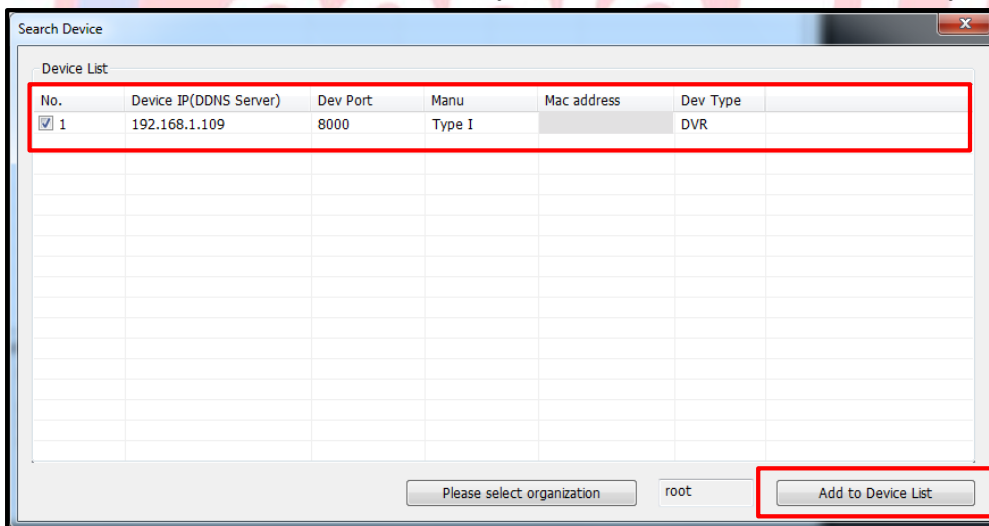 Search Device
x
Device List
No. Device IP(DDNS Server) Dev Port Manu Mac address Dev Type
1 192.168.1.109 8000 Type I DVR
Please select organization root Add to Device List